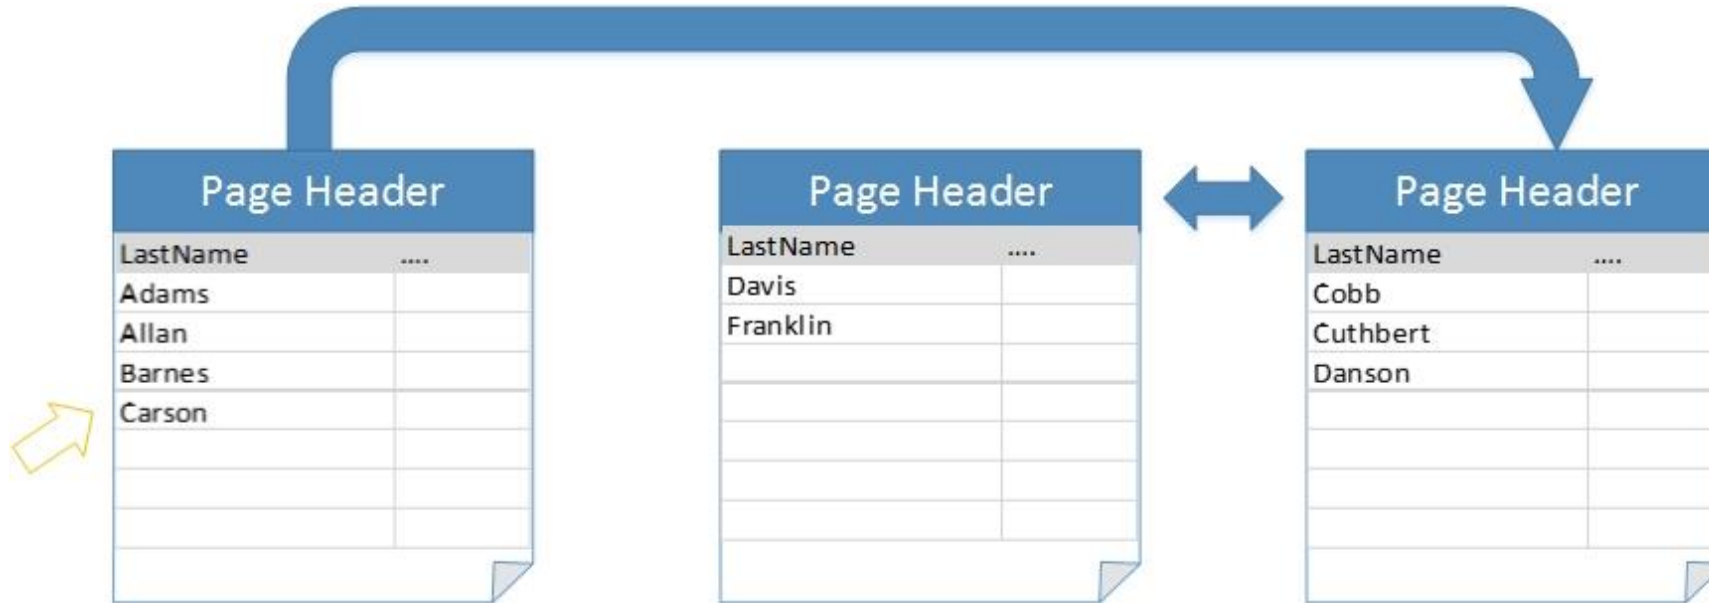 Page Header
LastName ....
Adams
Allan
Barnes
Carson
Page Header
LastName ....
Davis
Franklin
Page Header
LastName ....
Cobb
Cuthbert
Danson